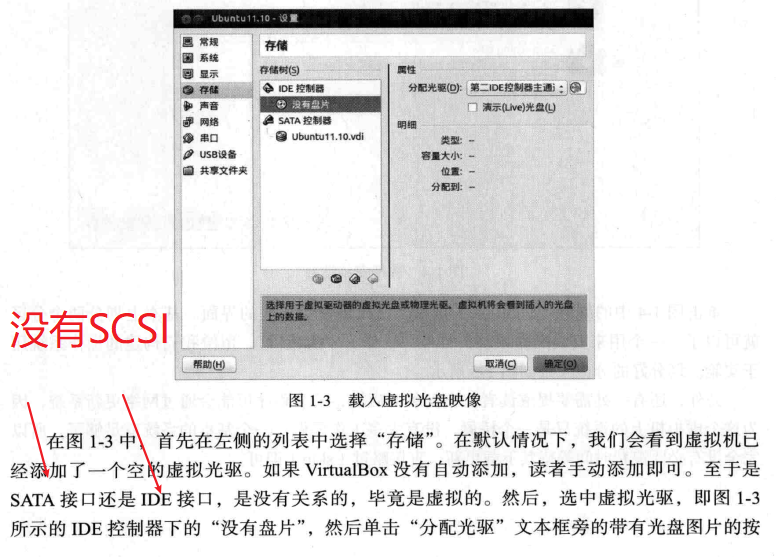 Ubuntu11.10 - 设置
常规
系统
显示
存储
声音
网络
串口
USB设备
共享文件夹
存储
存储树(S)
IDE 控制器
没有盘片
SATA 控制器
Ubuntu11.10.vdi
属性
分配光驱(D): 第二IDE控制器主通道
演示(Live)光盘(L)
明细
类型: --
容量大小: --
位置: --
分配到: --
选择用于虚拟驱动器的虚拟光盘或物理光驱。虚拟机将会看到插入的光盘
上的数据。
帮助(H)
取消(C)
确定(O)
没有SCSI
图 1-3 载入虚拟光盘映像
在图 1-3 中，首先在左侧的列表中选择“存储”。在默认情况下，我们会看到虚拟机已
经添加了一个空的虚拟光驱。如果 VirtualBox 没有自动添加，读者手动添加即可。至于是
SATA 接口还是 IDE 接口，是没有关系的，毕竟是虚拟的。然后，选中虚拟光驱，即图 1-3
所示的 IDE 控制器下的“没有盘片”，然后单击“分配光驱”文本框旁的带有光盘图片的按